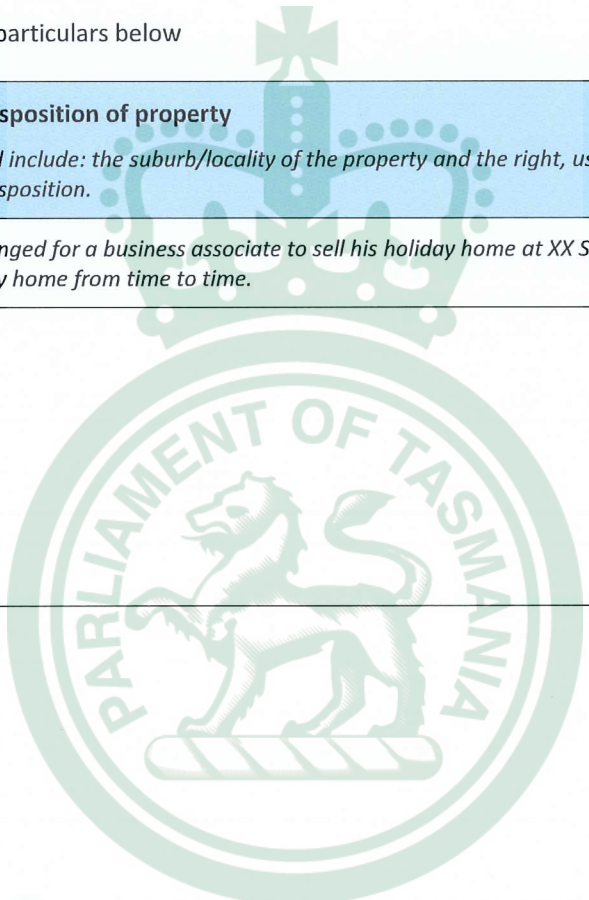 particulars below
sposition of property
include: the suburb/locality of the property and the right,
sposition.
nged for a business associate to sell his holiday home at XX
home from time to time.
PARLIAMENT OF TASMANIA